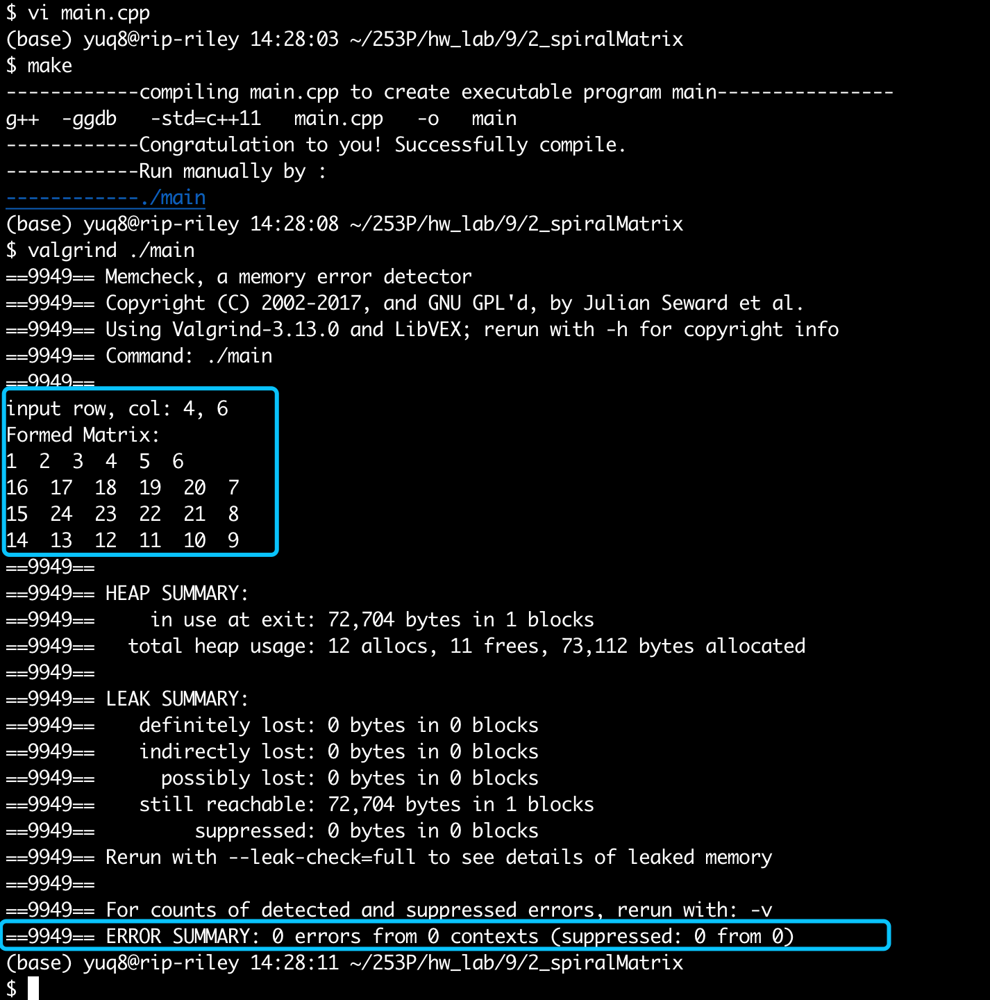 $ vi main.cpp
(base) yuq8@rip-riley 14:28:03 ~/253P/hw_lab/9/2_spiralMatrix
$ make
------------compiling main.cpp to create executable program main----------------
g++  -ggdb   -std=c++11   main.cpp   -o   main
------------Congratulation to you! Successfully compile.
------------Run manually by :
------------./main
(base) yuq8@rip-riley 14:28:08 ~/253P/hw_lab/9/2_spiralMatrix
$ valgrind ./main
==9949== Memcheck, a memory error detector
==9949== Copyright (C) 2002-2017, and GNU GPL'd, by Julian Seward et al.
==9949== Using Valgrind-3.13.0 and LibVEX; rerun with -h for copyright info
==9949== Command: ./main
==9949==
input row, col: 4, 6
Formed Matrix:
1  2  3  4  5  6
16  17  18  19  20  7
15  24  23  22  21  8
14  13  12  11  10  9
==9949==
==9949== HEAP SUMMARY:
==9949==     in use at exit: 72,704 bytes in 1 blocks
==9949==   total heap usage: 12 allocs, 11 frees, 73,112 bytes allocated
==9949==
==9949== LEAK SUMMARY:
==9949==    definitely lost: 0 bytes in 0 blocks
==9949==    indirectly lost: 0 bytes in 0 blocks
==9949==      possibly lost: 0 bytes in 0 blocks
==9949==    still reachable: 72,704 bytes in 1 blocks
==9949==         suppressed: 0 bytes in 0 blocks
==9949== Rerun with --leak-check=full to see details of leaked memory
==9949==
==9949== For counts of detected and suppressed errors, rerun with: -v
==9949== ERROR SUMMARY: 0 errors from 0 contexts (suppressed: 0 from 0)
(base) yuq8@rip-riley 14:28:11 ~/253P/hw_lab/9/2_spiralMatrix
$